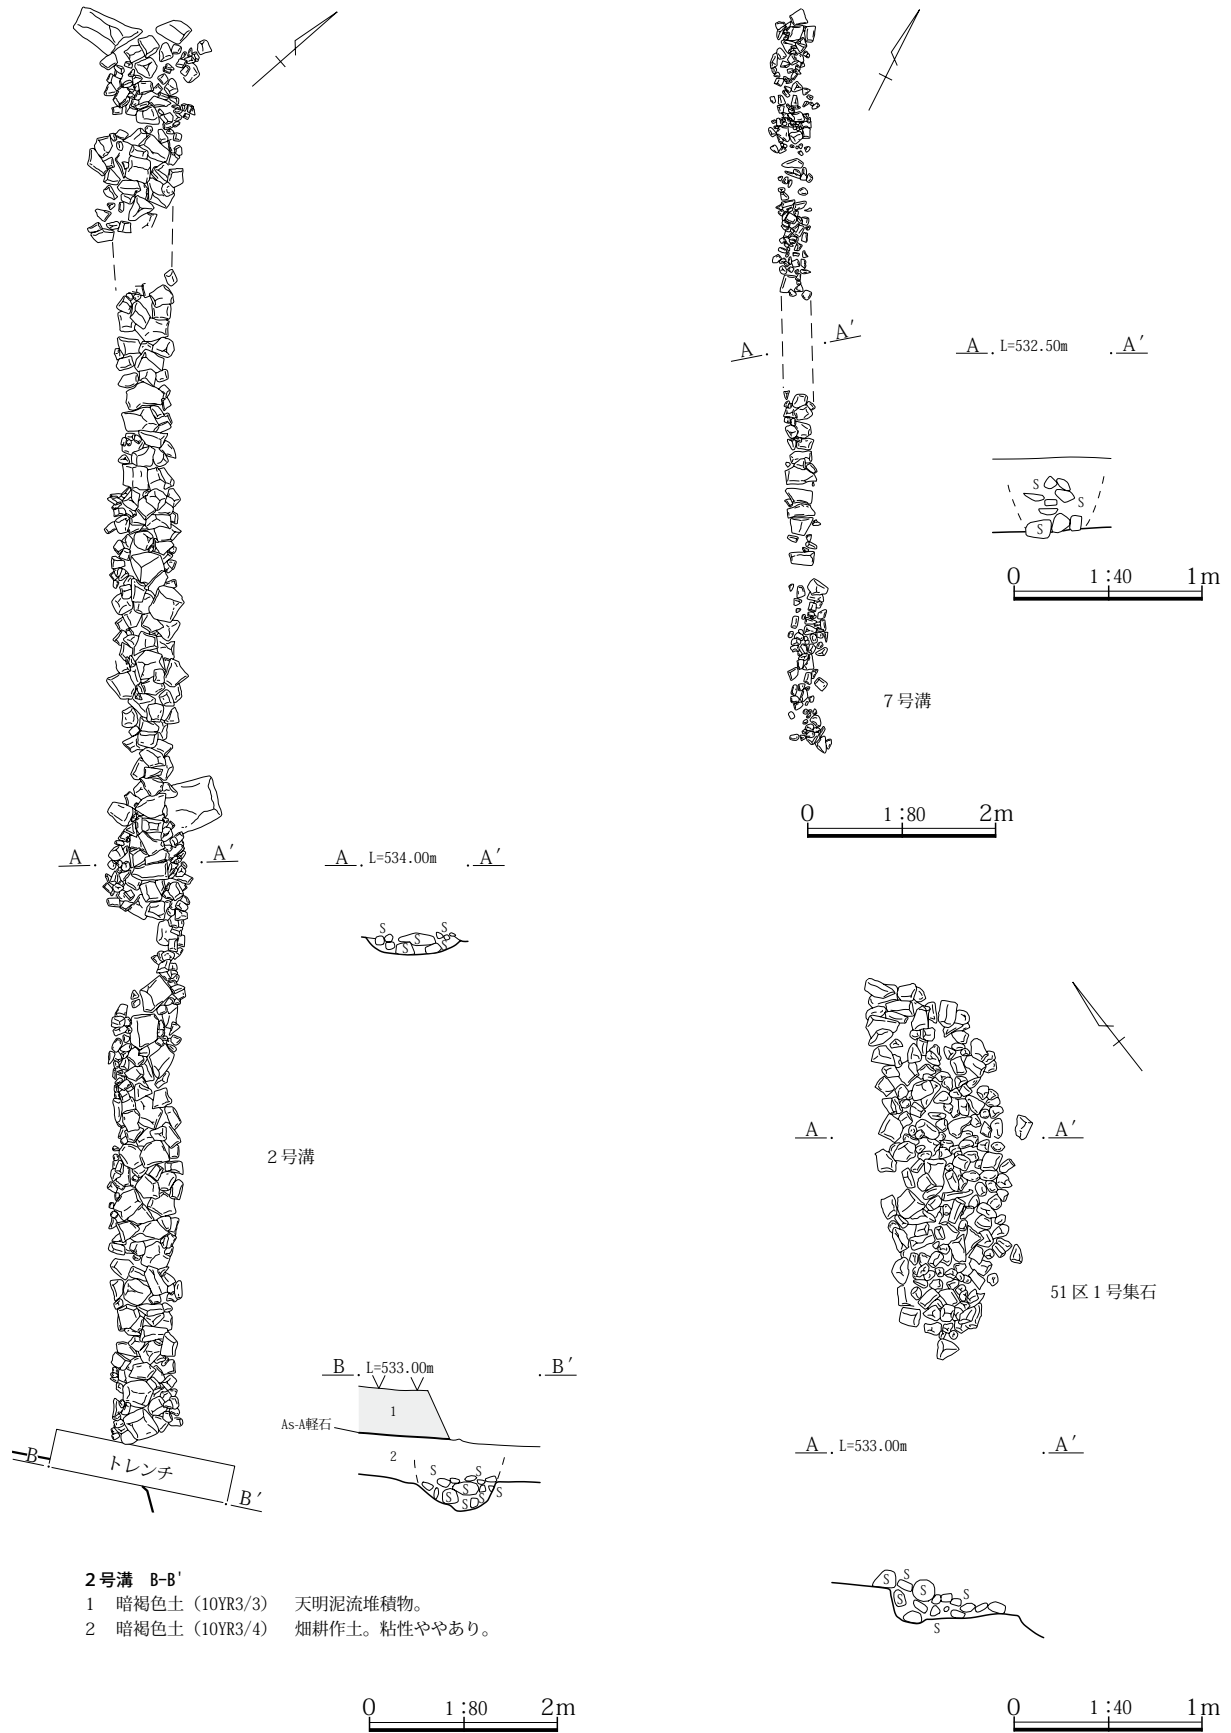 A
A′
A L=532.50m A′
S
S
S
0 1：40 1m
７号溝
0 1：80 2m
A
A′
A L=534.00m A′
S
S
S
S
S
２号溝
A
A′
51 区 1 号集石
B L=533.00m B′
1
As-A軽石
2
S
S
S
S
S
S
S
B
トレンチ
B′
A L=533.00m A′
S
S
S
S
S
S
２号溝 B-B'
1 暗褐色土（10YR3/3） 天明泥流堆積物。
2 暗褐色土（10YR3/4） 畑耕作土。粘性ややあり。
0 1：80 2m
0 1：40 1m